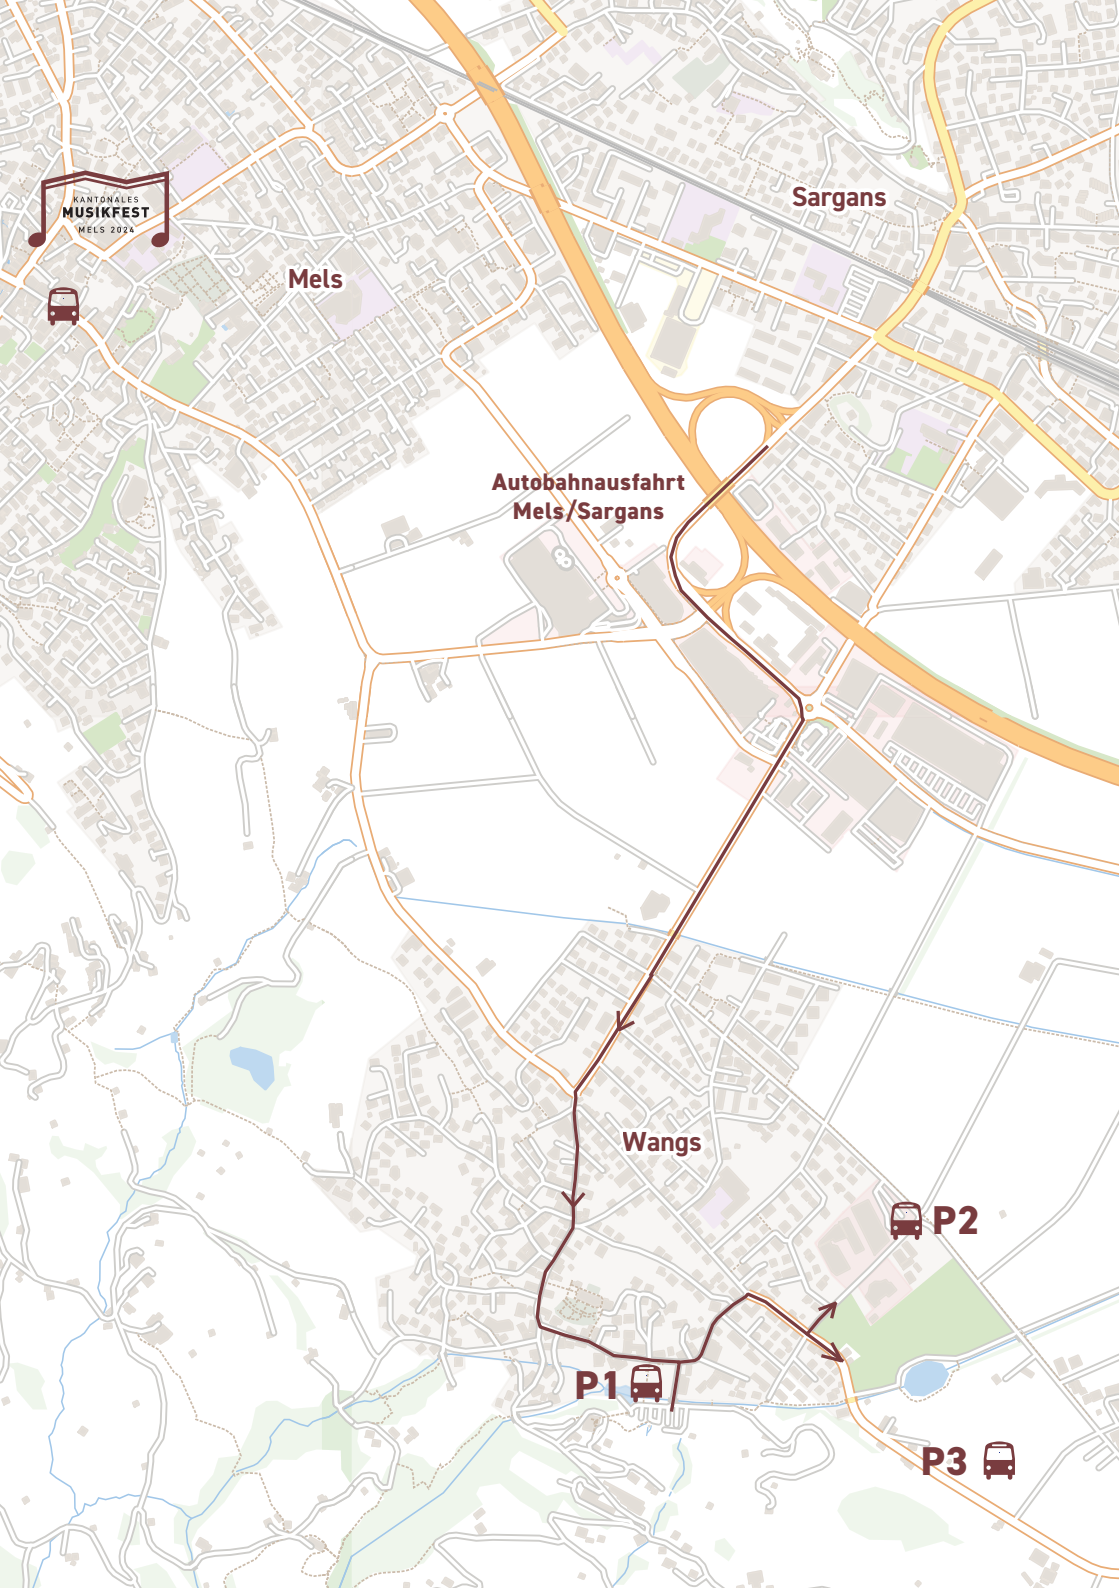 Sargans
KANTONALES
MUSIKFEST
MELS 2024
Mels
Autobahnausfahrt
Mels/Sargans
Wangs
P2
P1
P3